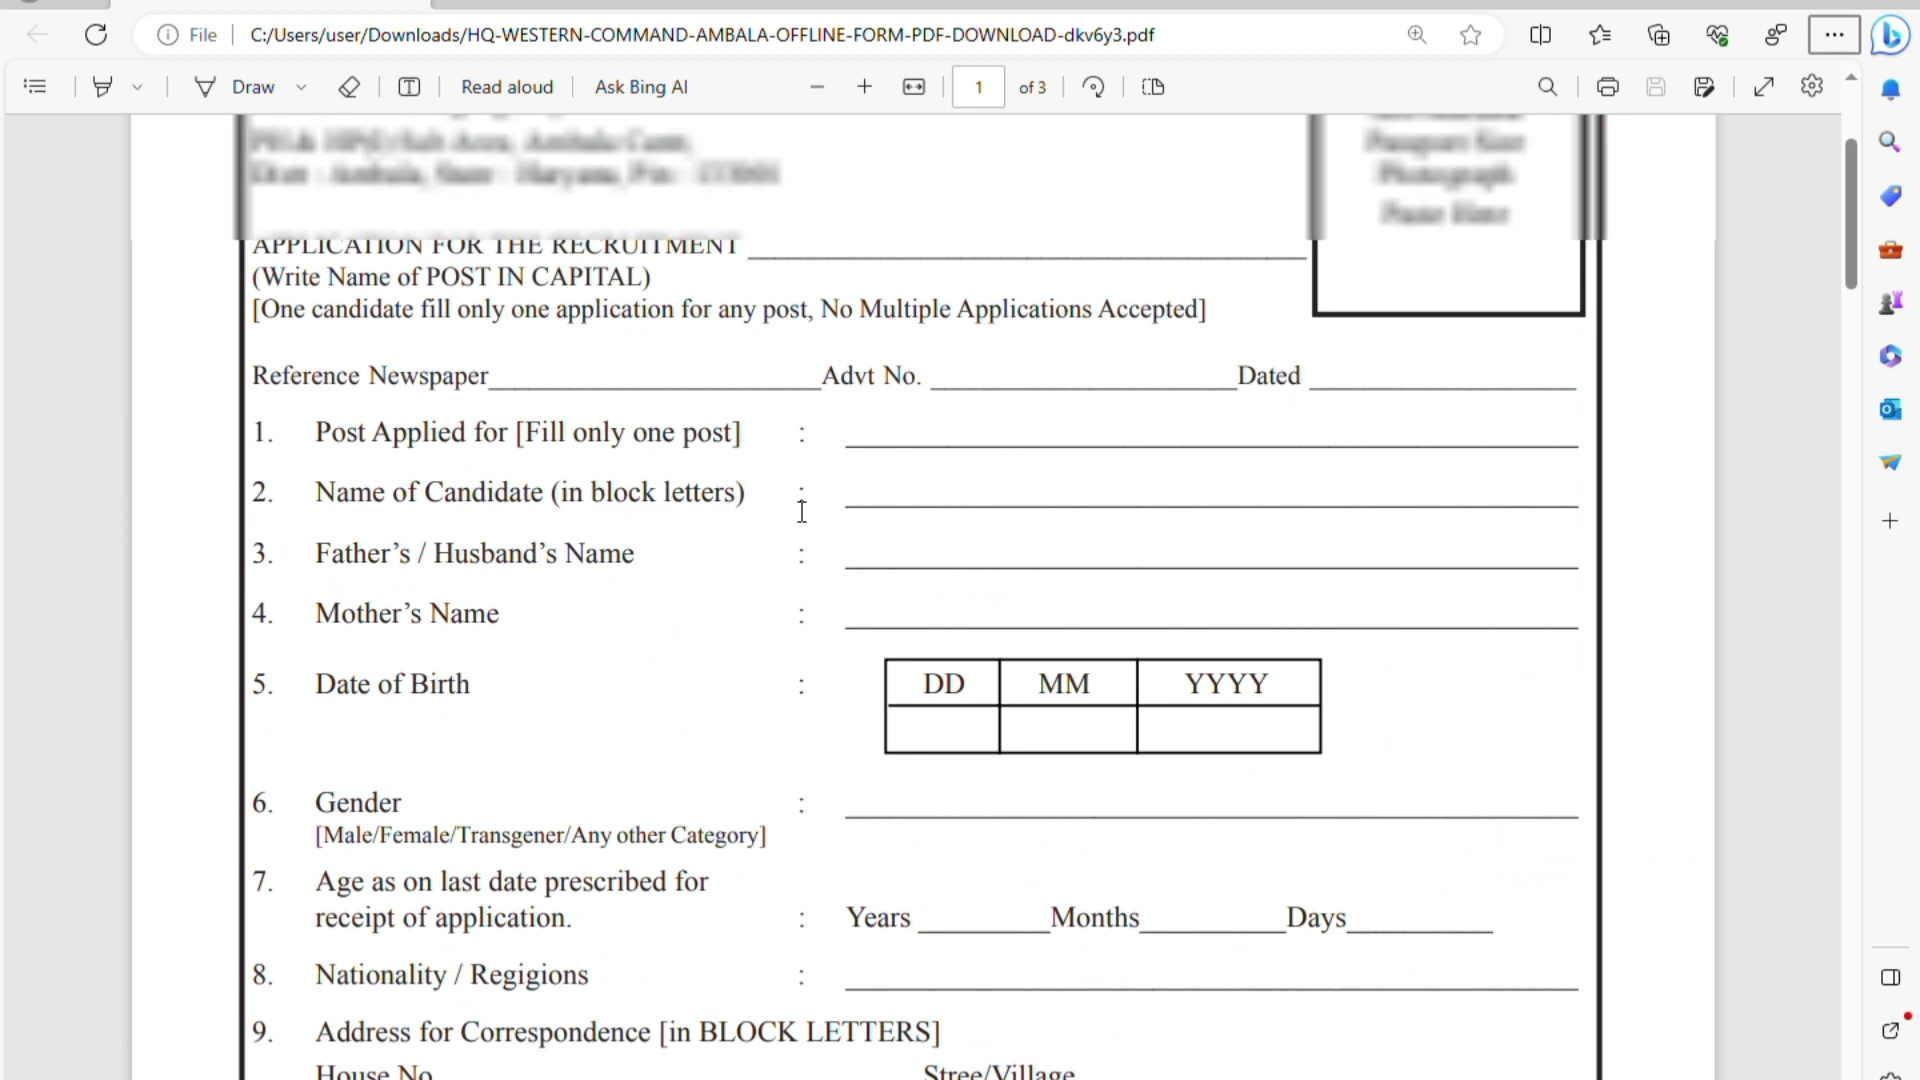 File C:/Users/user/Downloads/HQ-WESTERN-COMMAND-AMBALA-OFFLINE-FORM-PDF-DOWNLOAD-dkv6y3.pdf
Draw Read aloud Ask Bing AI 1 of 3
APPLICATION FOR THE RECRUITMENT
(Write Name of POST IN CAPITAL)
[One candidate fill only one application for any post, No Multiple Applications Accepted]
Reference Newspaper Advt No. Dated
1. Post Applied for [Fill only one post] :
2. Name of Candidate (in block letters) :
3. Father's / Husband's Name :
4. Mother's Name :
5. Date of Birth : DD MM YYYY
6. Gender :
[Male/Female/Transgener/Any other Category]
7. Age as on last date prescribed for
receipt of application. : Years Months Days
8. Nationality / Regigions :
9. Address for Correspondence [in BLOCK LETTERS]
House No Stree/Village